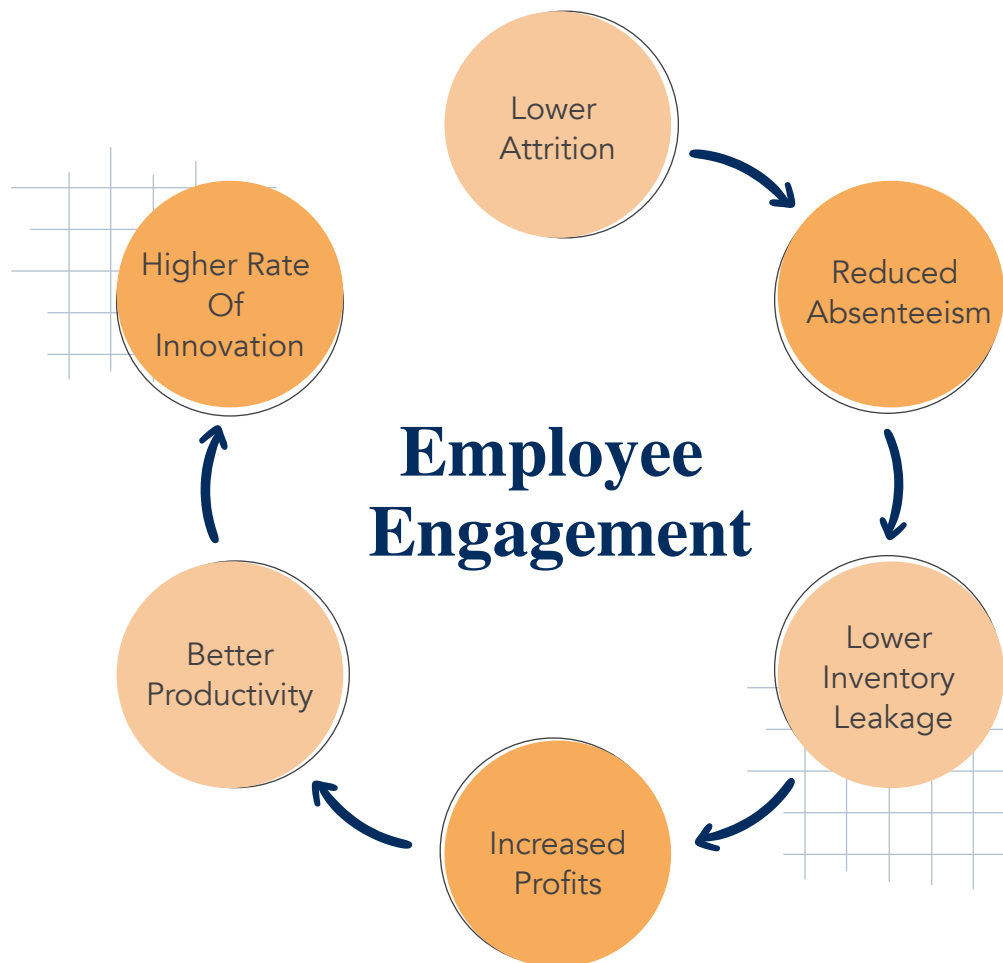 Lower
Attrition
Reduced
Absenteeism
Lower
Inventory
Leakage
Increased
Profits
Better
Productivity
Higher Rate
Of
Innovation
Employee
Engagement